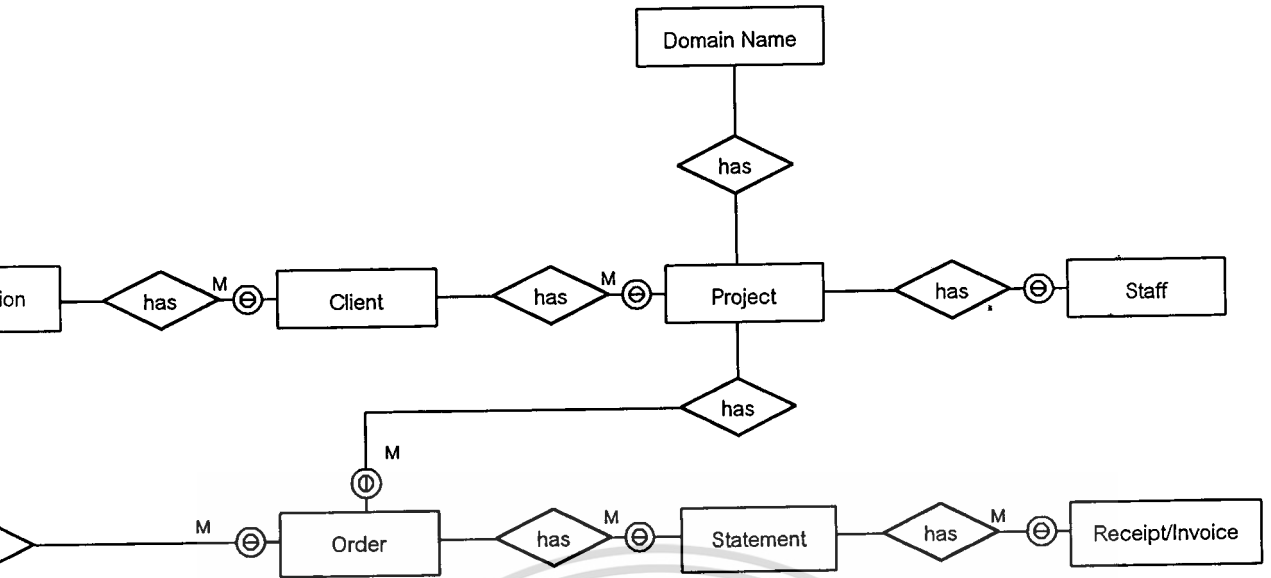 Domain Name
has
ion
has
M
Client
has
M
Project
has
Staff
has
M
M
Order
has
M
Statement
has
M
Receipt/Invoice